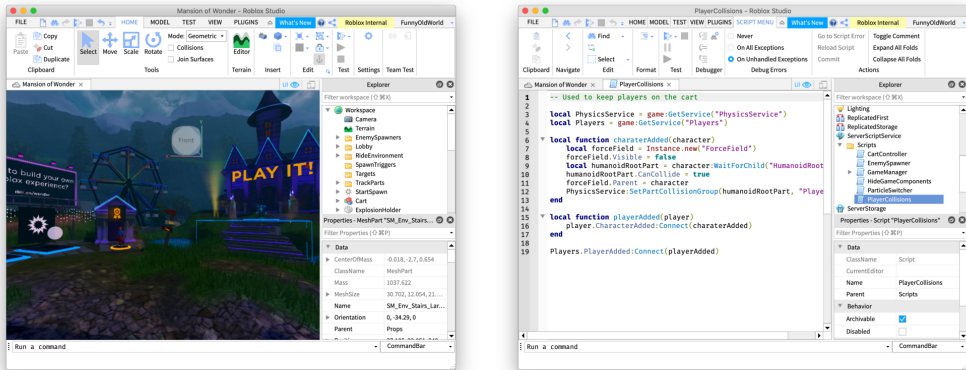 Mansion of Wonder - Roblox Studio
FILE HOME MODEL TEST VIEW PLUGINS What's New Roblox Internal FunnyOldWorld
Paste
Copy
Cut
Duplicate
Clipboard
Select Move Scale Rotate
Mode: Geometric
Collisions
Join Surfaces
Tools
Editor
Terrain
Insert
Edit
Test
Settings
Team Test
Mansion of Wonder ×
UI
Front
to build your own
blox experience?
PLAY IT!
Explorer
Filter workspace (⇧⌘X)
Workspace
Camera
Terrain
EnemySpawners
Lobby
RideEnvironment
SpawnTriggers
Targets
TrackParts
StartSpawn
Cart
ExplosionHolder
Properties - MeshPart "SM_Env_Stairs...
Filter Properties (⇧⌘P)
Data
CenterOfMass -0.018, -2.7, 0.654
ClassName MeshPart
Mass 1037.622
MeshSize 30.702, 12.054, 21....
Name SM_Env_Stairs_Lar...
Orientation 0, -34.29, 0
Parent Props
Run a command
CommandBar
PlayerCollisions - Roblox Studio
FILE HOME MODEL TEST VIEW PLUGINS SCRIPT MENU What's New Roblox Internal FunnyOldWorld
Clipboard
Navigate
Find
Select
Edit
Format
Test
Debugger
Never
On All Exceptions
On Unhandled Exceptions
Debug Errors
Go to Script Error
Reload Script
Commit
Toggle Comment
Expand All Folds
Collapse All Folds
Actions
Mansion of Wonder × PlayerCollisions ×
UI
1 -- Used to keep players on the cart
2
3 local PhysicsService = game:GetService("PhysicsService")
4 local Players = game:GetService("Players")
5
6 local function charaterAdded(character)
7 local forceField = Instance.new("ForceField")
8 forceField.Visible = false
9 local humanoidRootPart = character:WaitForChild("HumanoidRoot
10 humanoidRootPart.CanCollide = true
11 forceField.Parent = character
12 PhysicsService:SetPartCollisionGroup(humanoidRootPart, "Playe
13 end
14
15 local function playerAdded(player)
16 player.CharacterAdded:Connect(charaterAdded)
17 end
18
19 Players.PlayerAdded:Connect(playerAdded)
Explorer
Filter workspace (⇧⌘X)
Lighting
ReplicatedFirst
ReplicatedStorage
ServerScriptService
Scripts
CartController
EnemySpawner
GameManager
HideGameComponents
ParticleSwitcher
PlayerCollisions
ServerStorage
Properties - Script "PlayerCollisions"
Filter Properties (⇧⌘P)
Data
ClassName Script
CurrentEditor
Name PlayerCollisions
Parent Scripts
Behavior
Archivable
Disabled
Run a command
CommandBar